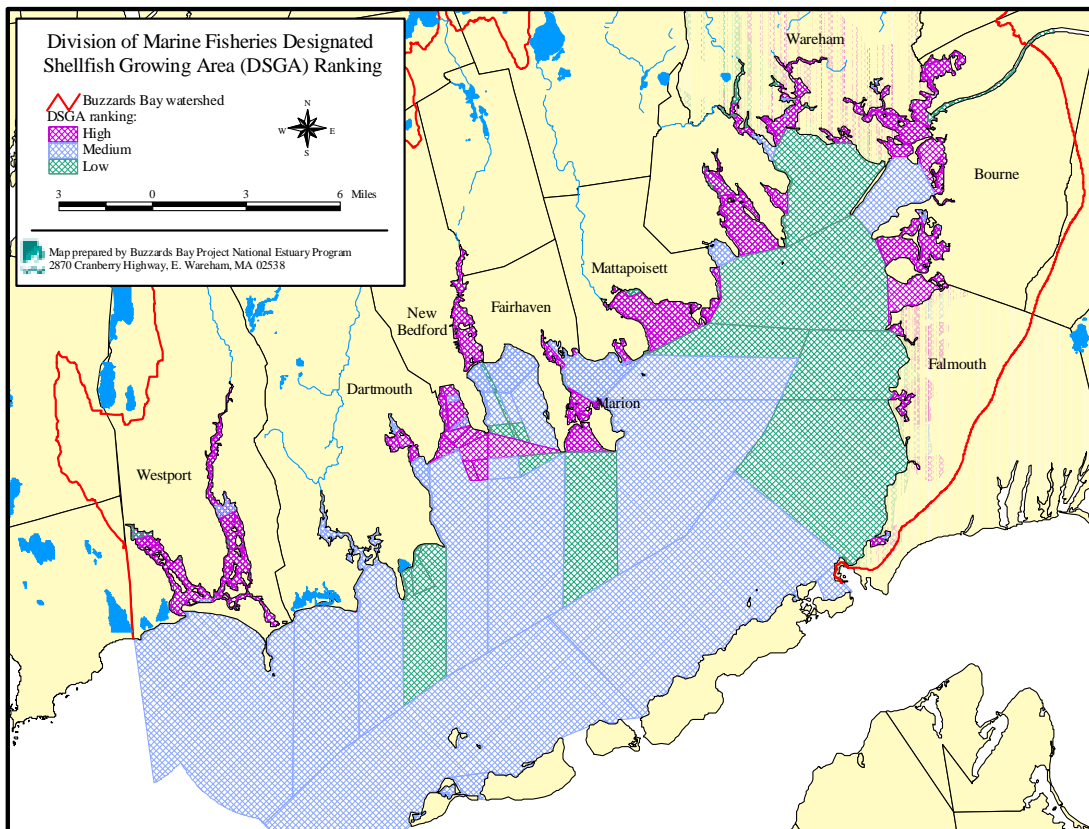 Division of Marine Fisheries Designated
Shellfish Growing Area (DSGA) Ranking
Buzzards Bay watershed
DSGA ranking:
High
Medium
Low
N
W E
S
3 0 3 6 Miles
Map prepared by Buzzards Bay Project National Estuary Program
2870 Cranberry Highway, E. Wareham, MA 02538
Wareham
Bourne
Mattapoisett
Fairhaven
New
Bedford
Falmouth
Dartmouth
Marion
Westport